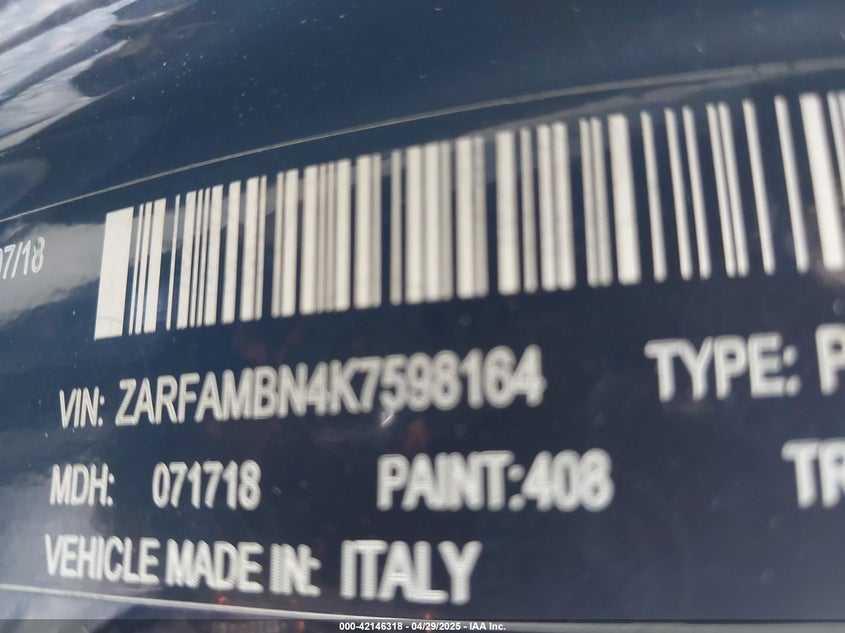 07/18
VIN: ZARFAMBN4K7598164 TYPE: P
MDH: 071718 PAINT:408 TR
VEHICLE MADE IN: ITALY
000-42146318 - 04/29/2025 - IAA Inc.